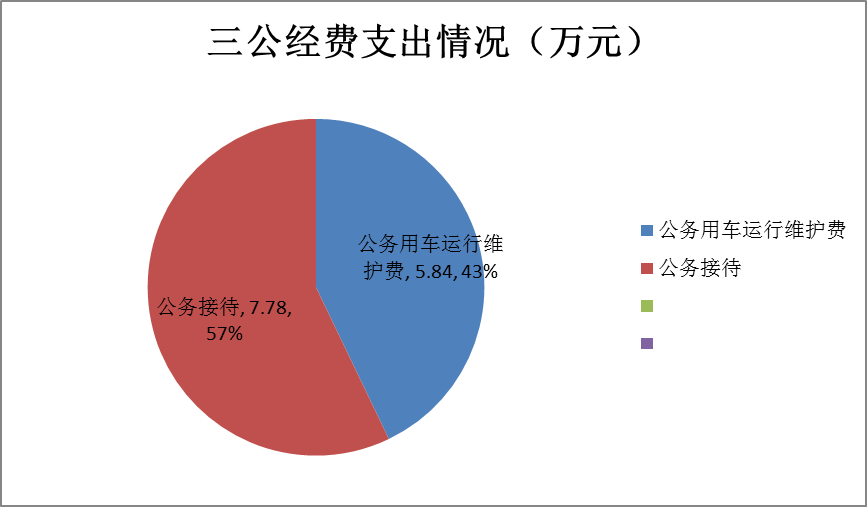 三公经费支出情况（万元）
公务用车运行维
护费, 5.84, 43%
公务接待, 7.78,
57%
公务用车运行维护费
公务接待